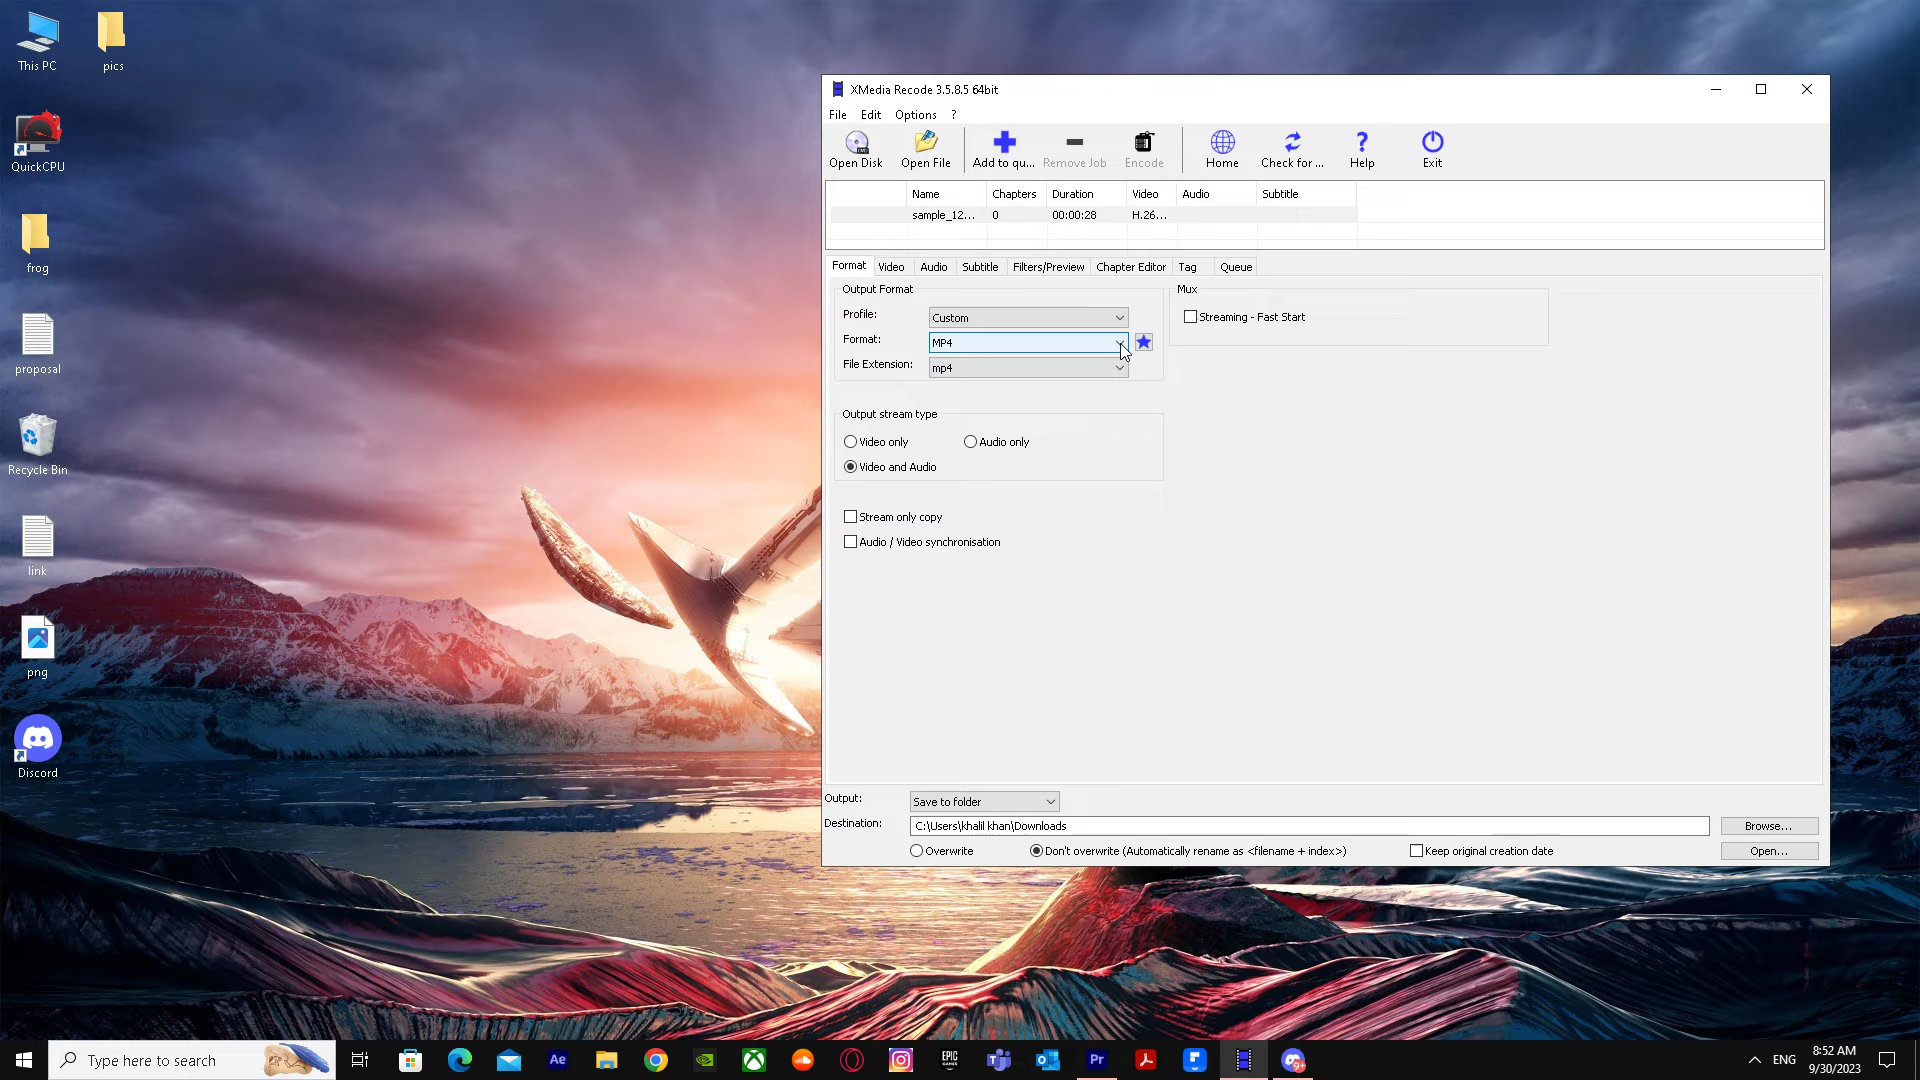 This PC
pics
QuickCPU
frog
proposal
Recycle Bin
link
png
Discord
XMedia Recode 3.5.8.5 64bit
File Edit Options ?
Open Disk Open File Add to qu... Remove Job Encode Home Check for ... Help Exit
Name Chapters Duration Video Audio Subtitle
sample_12... 0 00:00:28 H.26...
Format Video Audio Subtitle Filters/Preview Chapter Editor Tag Queue
Output Format
Profile: Custom
Format: MP4
File Extension: mp4
Mux
Streaming - Fast Start
Output stream type
Video only Audio only
Video and Audio
Stream only copy
Audio / Video synchronisation
Output: Save to folder
Destination: C:\Users\khalil khan\Downloads Browse...
Overwrite Don't overwrite (Automatically rename as <filename + index>) Keep original creation date Open...
Type here to search
Ae
EPIC GAMES
Pr
9+
ENG
8:52 AM
9/30/2023